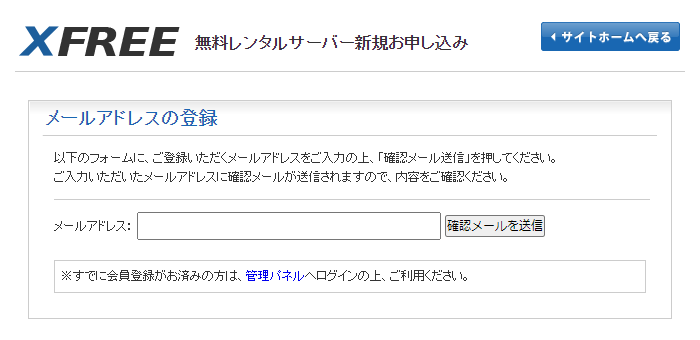 XFREE 無料レンタルサーバー新規お申し込み
サイトホームへ戻る
メールアドレスの登録
以下のフォームに、ご登録いただくメールアドレスをご入力の上、「確認メール送信」を押してください。
ご入力いただいたメールアドレスに確認メールが送信されますので、内容をご確認ください。
メールアドレス: 確認メールを送信
※すでに会員登録がお済みの方は、管理パネルへログインの上、ご利用ください。